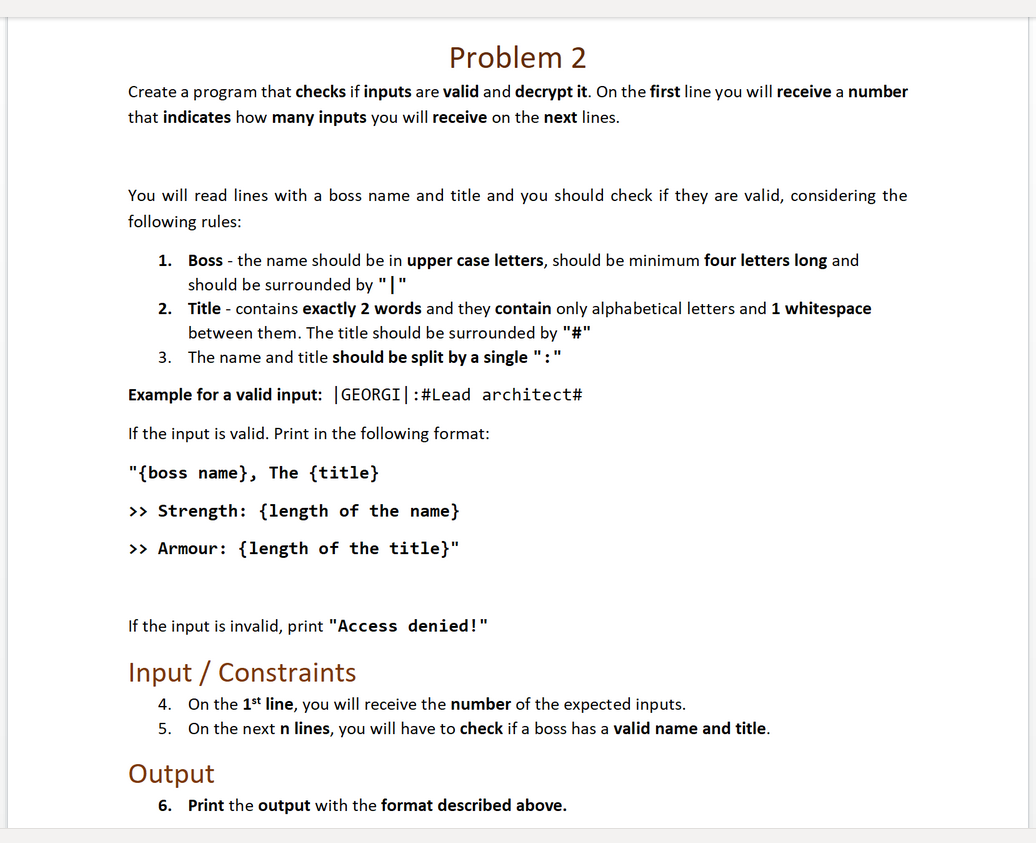 Problem 2
Create a program that checks if inputs are valid and decrypt it. On the first line you will receive a number
that indicates how many inputs you will receive on the next lines.
You will read lines with a boss name and title and you should check if they are valid, considering the
following rules:
1. Boss - the name should be in upper case letters, should be minimum four letters long and
should be surrounded by "|"
2. Title - contains exactly 2 words and they contain only alphabetical letters and 1 whitespace
between them. The title should be surrounded by "#"
3. The name and title should be split by a single ":"
Example for a valid input: |GEORGI|:#Lead architect#
If the input is valid. Print in the following format:
"{boss name}, The {title}
>> Strength: {length of the name}
>> Armour: {length of the title}"
If the input is invalid, print "Access denied!"
Input / Constraints
4. On the 1st line, you will receive the number of the expected inputs.
5. On the next n lines, you will have to check if a boss has a valid name and title.
Output
6. Print the output with the format described above.